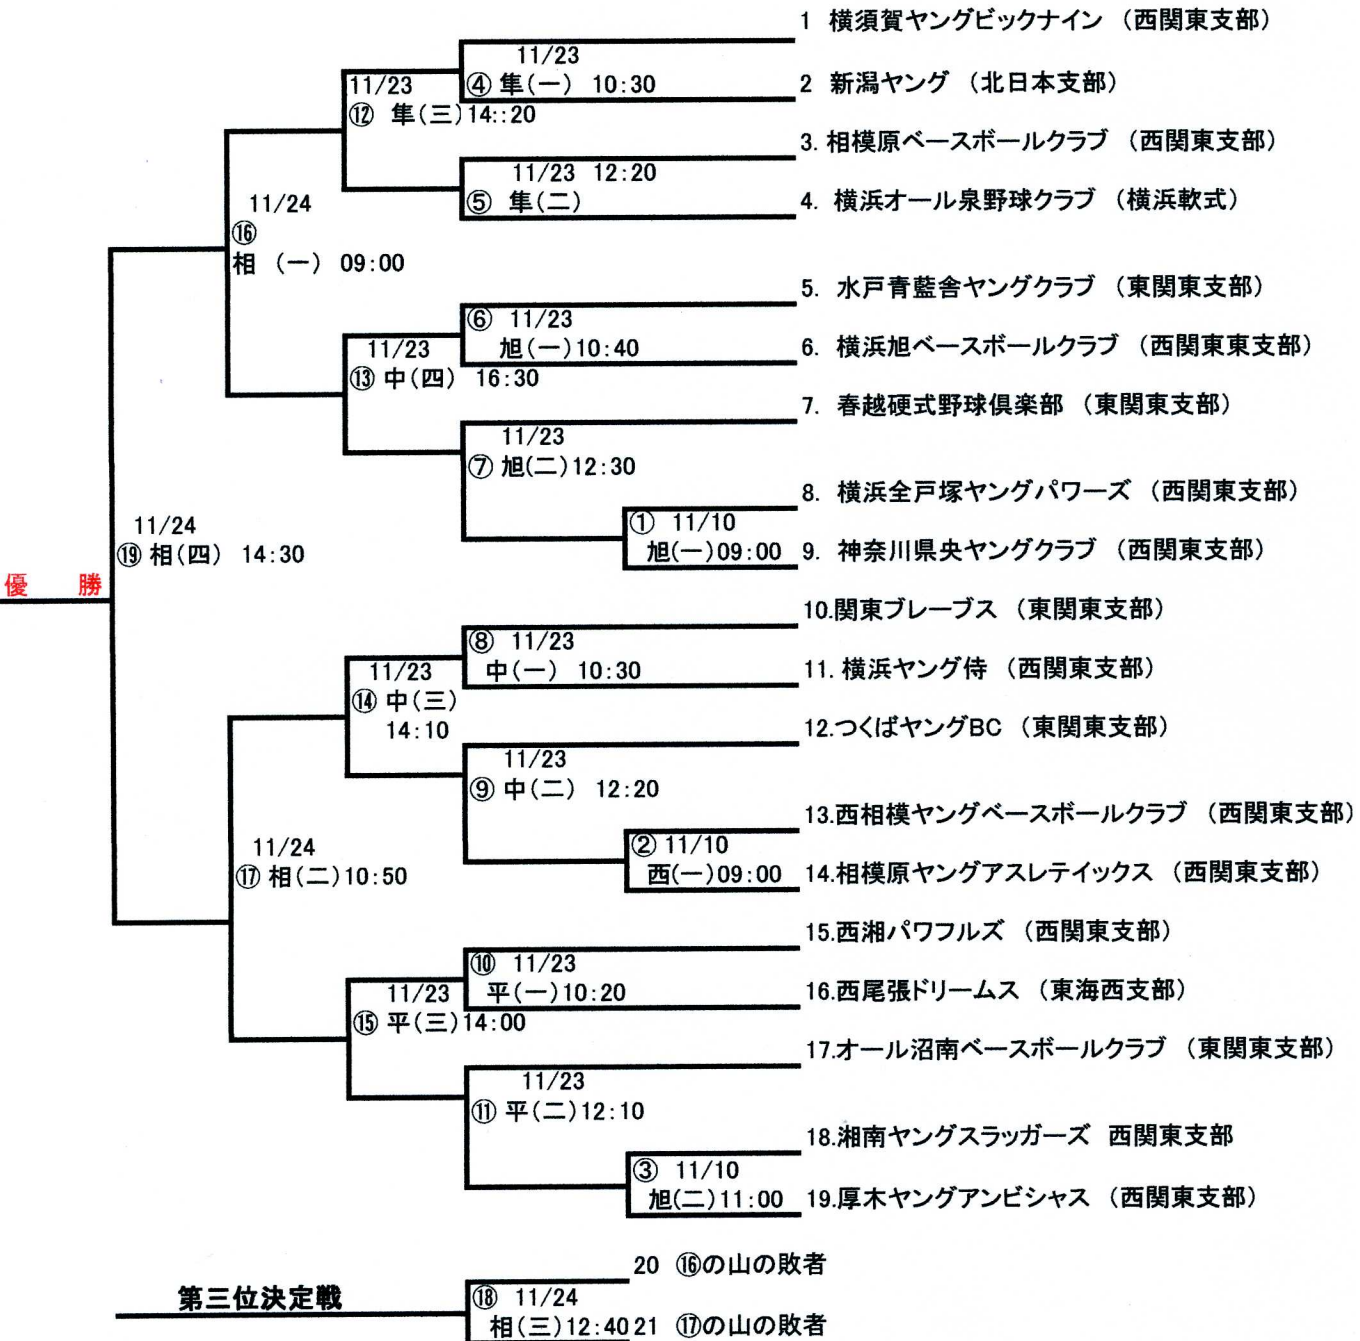 1 横須賀ヤングビックナイン (西関東支部)
11/23
④ 隼(一) 10:30
2 新潟ヤング (北日本支部)
11/23
⑫ 隼(三)14::20
3. 相模原ベースボールクラブ (西関東支部)
11/23 12:20
⑤ 隼(二)
4. 横浜オール泉野球クラブ (横浜軟式)
11/24
⑯
相 (一) 09:00
5. 水戸青藍舎ヤングクラブ (東関東支部)
⑥ 11/23
旭(一)10:40
6. 横浜旭ベースボールクラブ (西関東東支部)
11/23
⑬ 中(四) 16:30
7. 春越硬式野球倶楽部 (東関東支部)
11/23
⑦ 旭(二)12:30
8. 横浜全戸塚ヤングパワーズ (西関東支部)
① 11/10
旭(一)09:00
9. 神奈川県央ヤングクラブ (西関東支部)
11/24
⑲ 相(四) 14:30
優 勝
10.関東ブレーブス (東関東支部)
⑧ 11/23
中(一) 10:30
11. 横浜ヤング侍 (西関東支部)
11/23
⑭ 中(三)
14:10
12.つくばヤングBC (東関東支部)
11/23
⑨ 中(二) 12:20
13.西相模ヤングベースボールクラブ (西関東支部)
② 11/10
西(一)09:00
14.相模原ヤングアスレテイックス (西関東支部)
11/24
⑰ 相(二)10:50
15.西湘パワフルズ (西関東支部)
⑩ 11/23
平(一)10:20
16.西尾張ドリームス (東海西支部)
11/23
⑮ 平(三)14:00
17.オール沼南ベースボールクラブ (東関東支部)
11/23
⑪ 平(二)12:10
18.湘南ヤングスラッガーズ 西関東支部
③ 11/10
旭(二)11:00
19.厚木ヤングアンビシャス (西関東支部)
20 ⑯の山の敗者
第三位決定戦
⑱ 11/24
相(三)12:40
21 ⑰の山の敗者